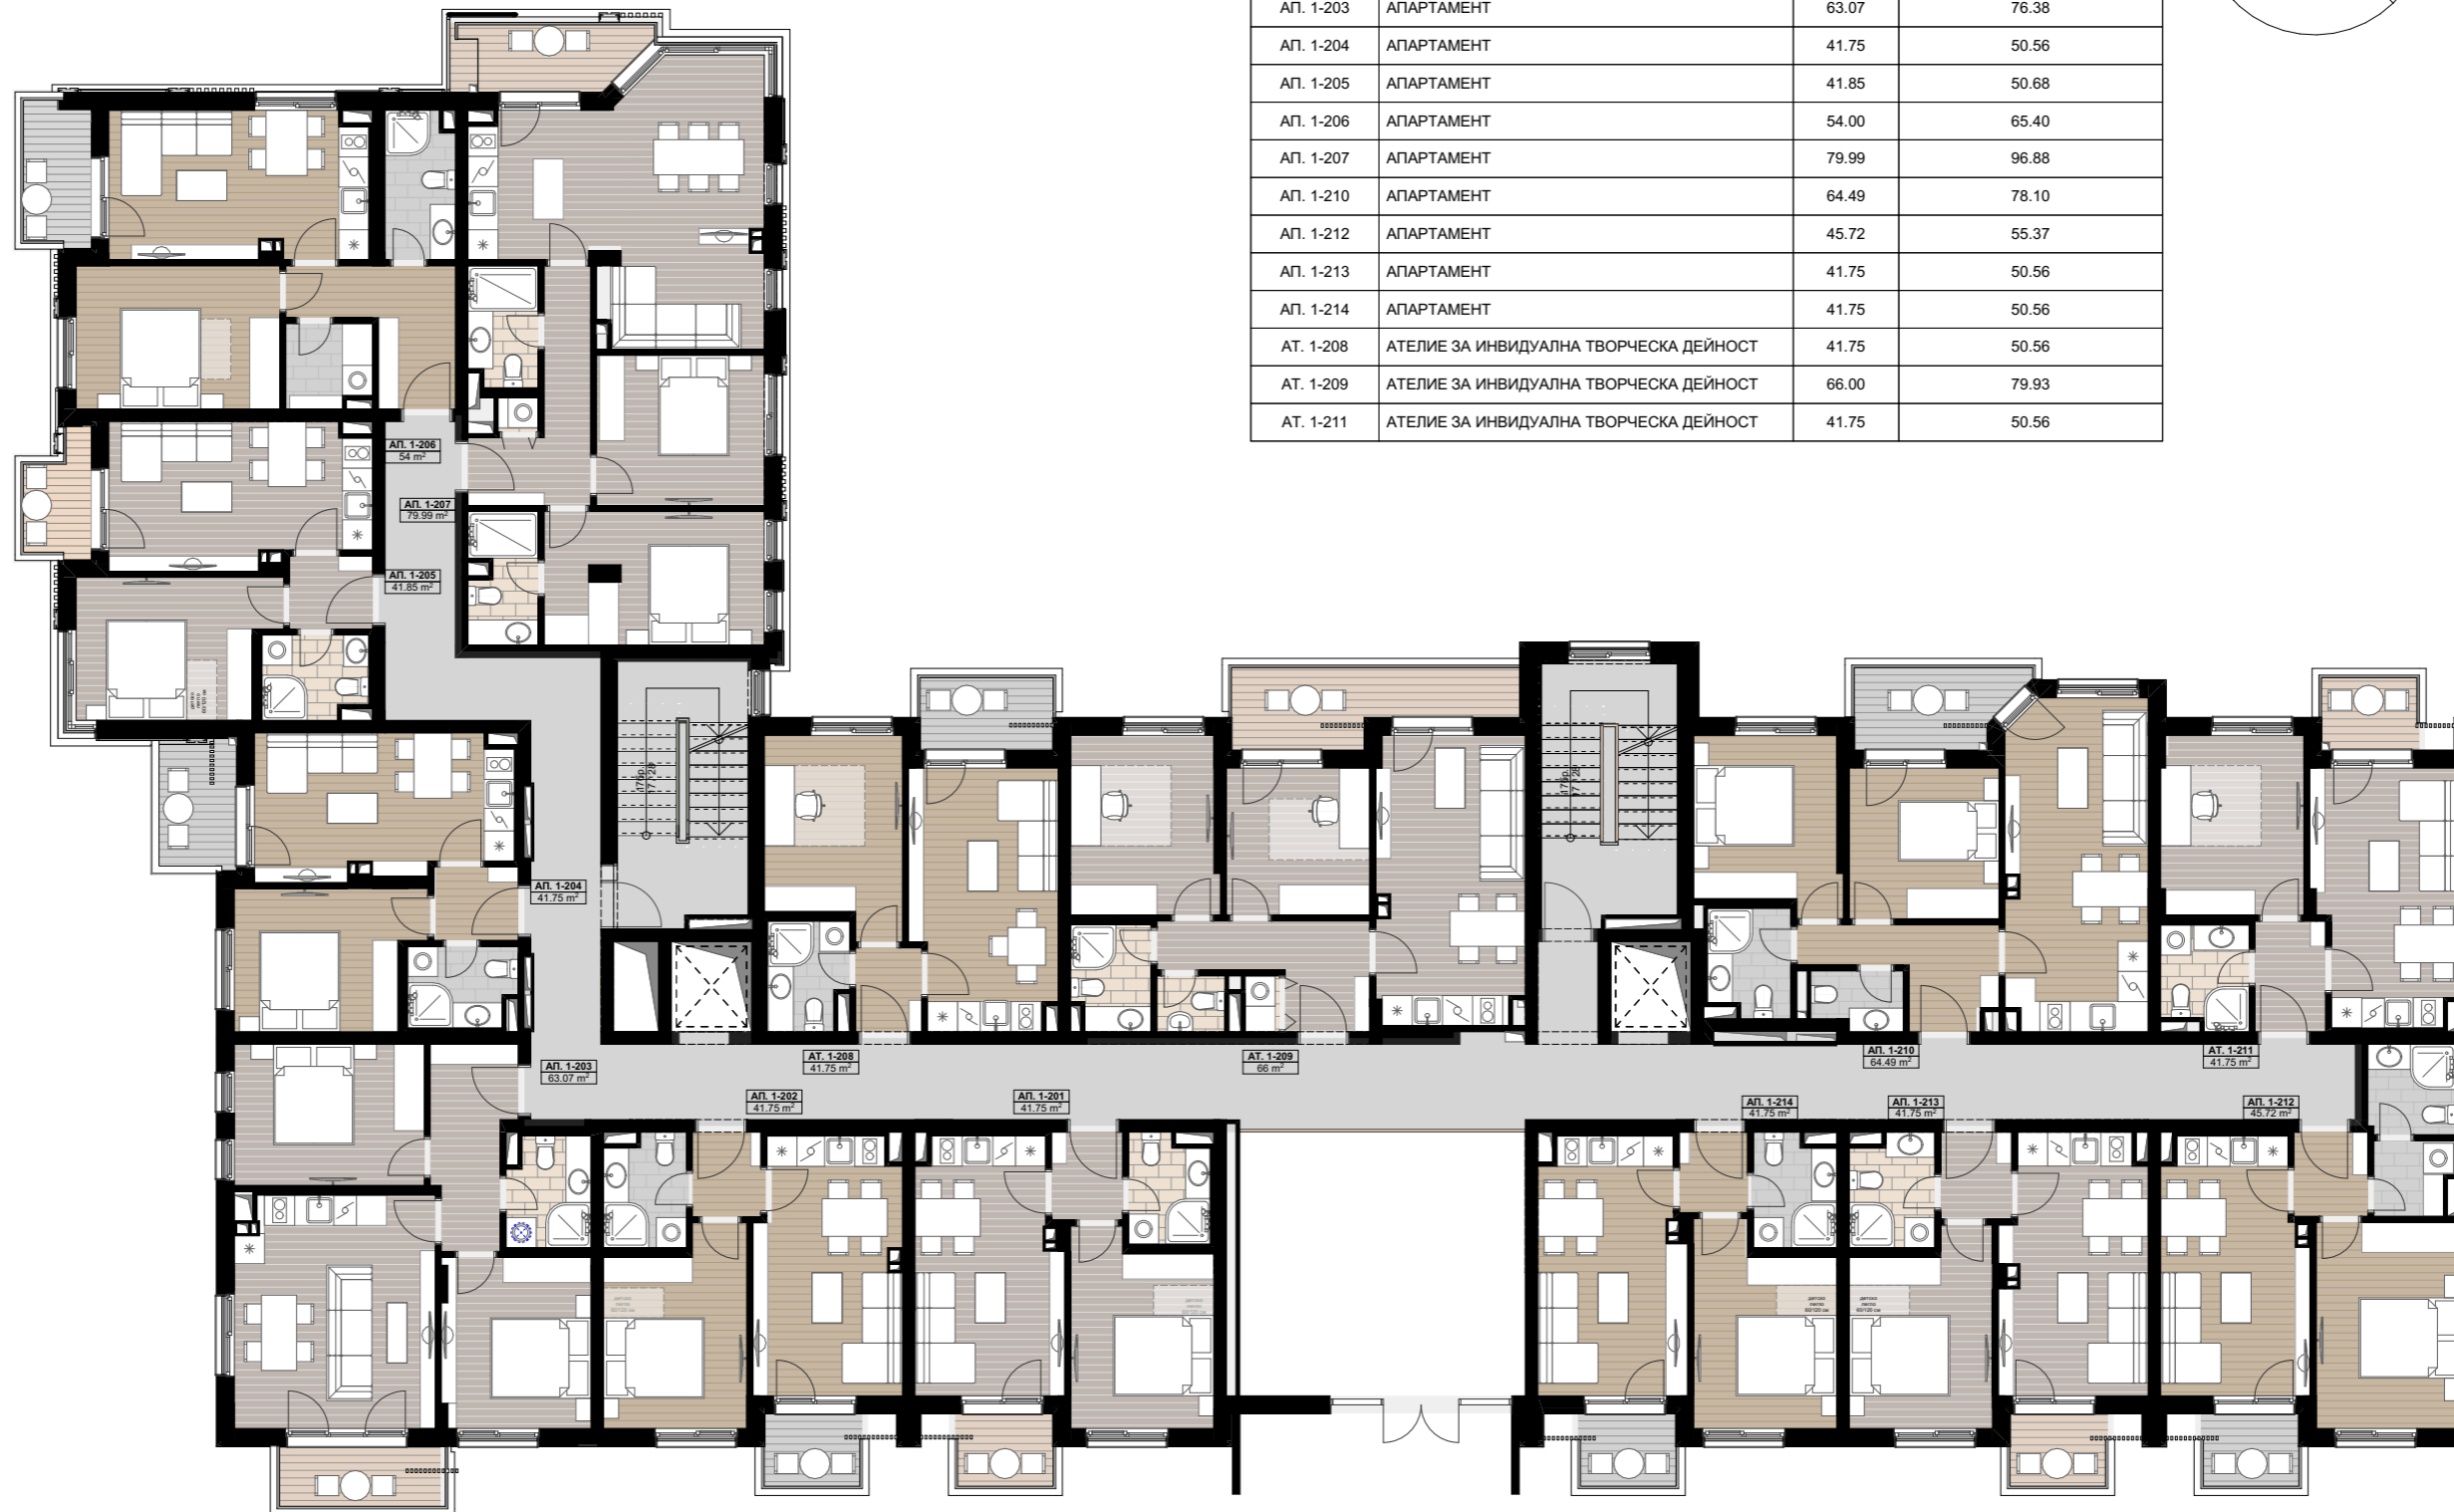 АП. 1-203 АПАРТАМЕНТ 63.07 76.38
АП. 1-204 АПАРТАМЕНТ 41.75 50.56
АП. 1-205 АПАРТАМЕНТ 41.85 50.68
АП. 1-206 АПАРТАМЕНТ 54.00 65.40
АП. 1-207 АПАРТАМЕНТ 79.99 96.88
АП. 1-210 АПАРТАМЕНТ 64.49 78.10
АП. 1-212 АПАРТАМЕНТ 45.72 55.37
АП. 1-213 АПАРТАМЕНТ 41.75 50.56
АП. 1-214 АПАРТАМЕНТ 41.75 50.56
АТ. 1-208 АТЕЛИЕ ЗА ИНВИДУАЛНА ТВОРЧЕСКА ДЕЙНОСТ 41.75 50.56
АТ. 1-209 АТЕЛИЕ ЗА ИНВИДУАЛНА ТВОРЧЕСКА ДЕЙНОСТ 66.00 79.93
АТ. 1-211 АТЕЛИЕ ЗА ИНВИДУАЛНА ТВОРЧЕСКА ДЕЙНОСТ 41.75 50.56
АП. 1-206
54 m²
АП. 1-207
79.99 m²
АП. 1-205
41.85 m²
АП. 1-204
41.75 m²
АП. 1-203
63.07 m²
АТ. 1-208
41.75 m²
АТ. 1-209
66 m²
АП. 1-210
64.49 m²
АТ. 1-211
41.75 m²
АП. 1-202
41.75 m²
АП. 1-201
41.75 m²
АП. 1-214
41.75 m²
АП. 1-213
41.75 m²
АП. 1-212
45.72 m²
детско
легло
60/120 см
детско
легло
60/120 см